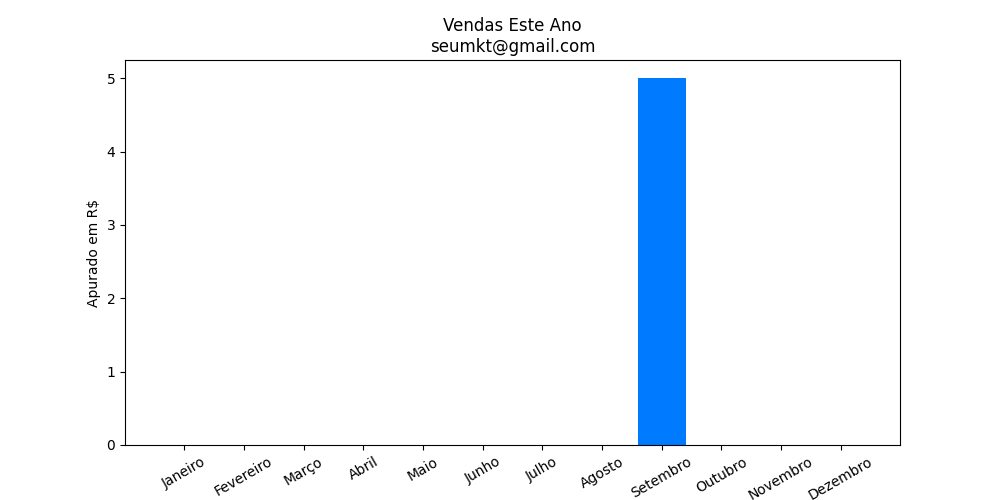 Vendas Este Ano
seumkt@gmail.com
Apurado em R$
5
4
3
2
1
0
Janeiro
Fevereiro
Março
Abril
Maio
Junho
Julho
Agosto
Setembro
Outubro
Novembro
Dezembro